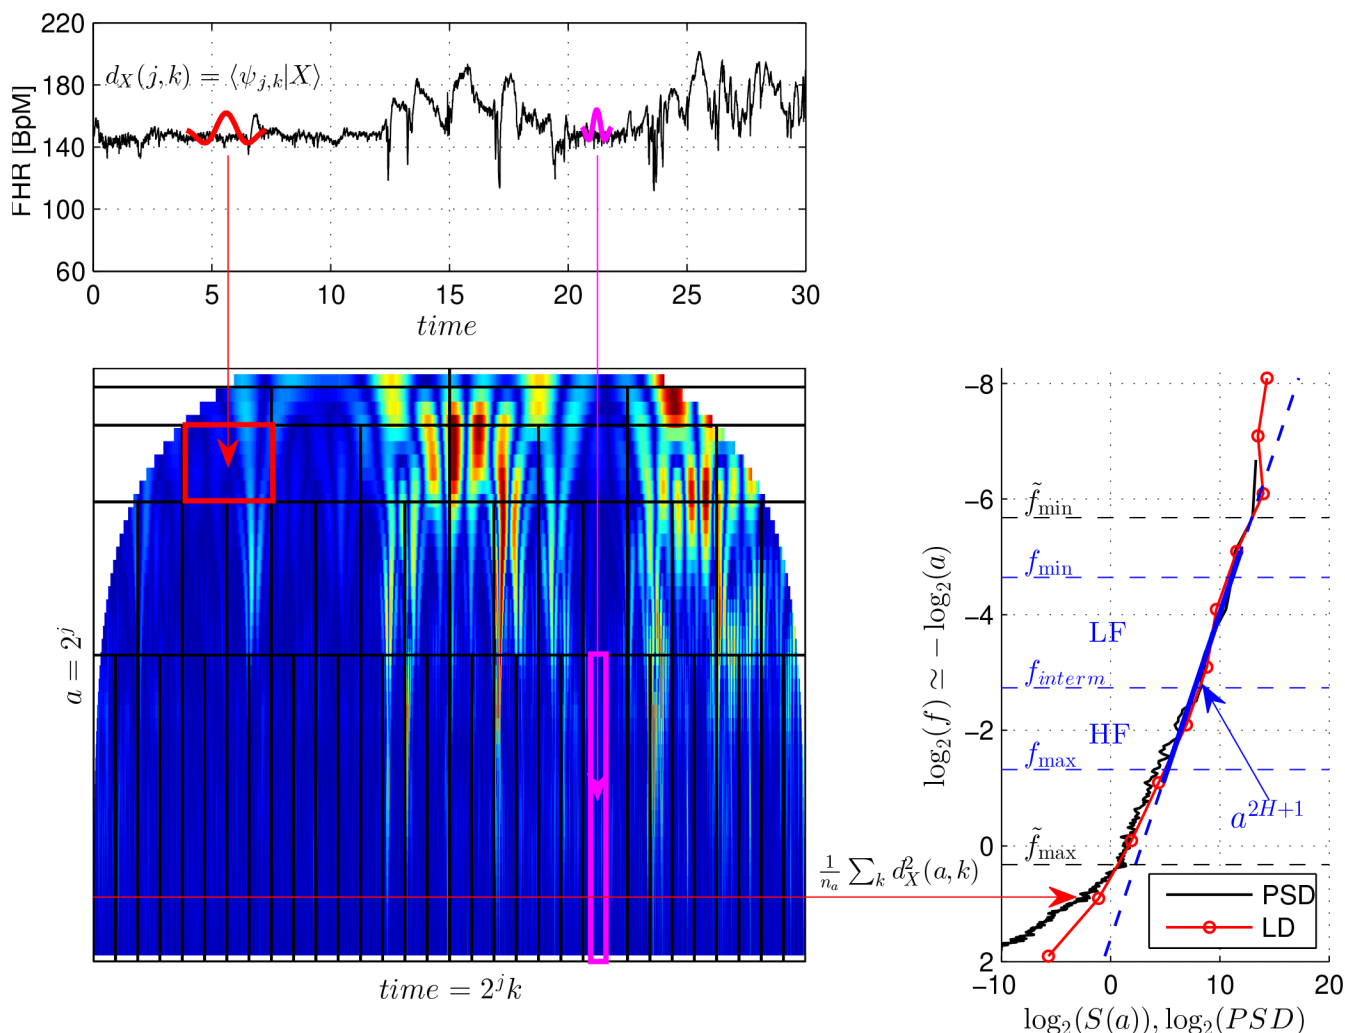 220
180
140
100
60
FHR [BpM]
d_X(j,k) = ⟨ψ_{j,k}|X⟩
0 5 10 15 20 25 30
time
a = 2^j
time = 2^j k
\frac{1}{n_a} ∑_k d_X^2(a,k)
-8
-6
-4
-2
0
2
log_2(f) ≃ − log_2(a)
f̃_min
f_min
LF
f_interm
HF
f_max
a^{2H+1}
f̃_max
PSD
LD
-10 0 10 20
log_2(S(a)), log_2(PSD)